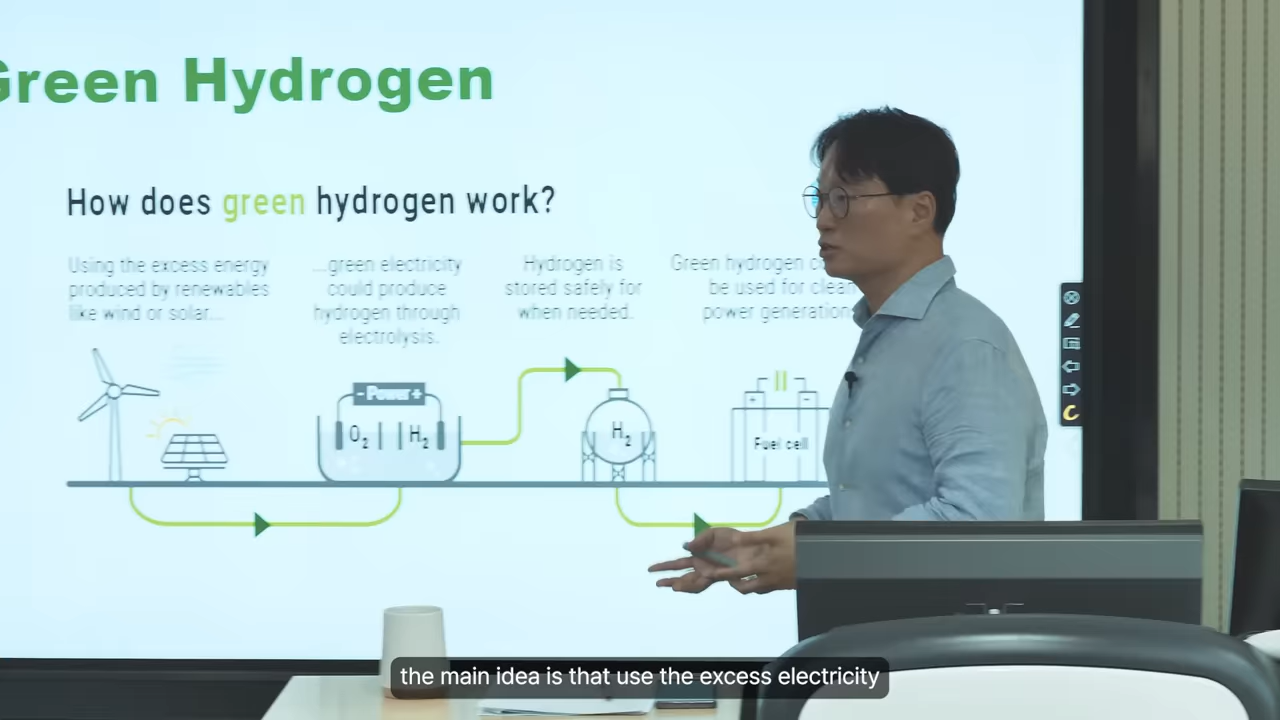 Green Hydrogen
How does green hydrogen work?
Using the excess energy
produced by renewables
like wind or solar...
...green electricity
could produce
hydrogen through
electrolysis.
Hydrogen is
stored safely for
when needed.
Green hydrogen
be used for clean
power generation
- Power +
O2
H2
H2
+
-
Fuel cell
the main idea is that use the excess electricity